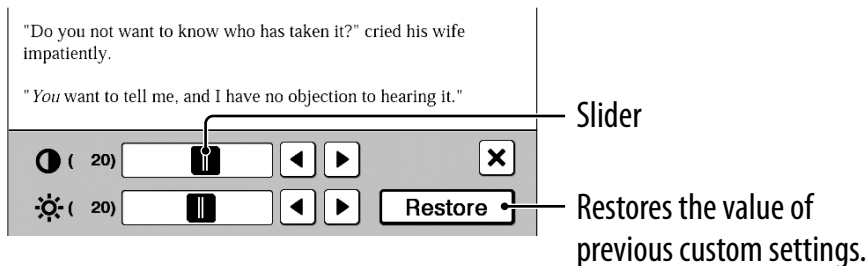 "Do you not want to know who has taken it?" cried his wife
impatiently.
"You want to tell me, and I have no objection to hearing it."
Slider
( 20)
( 20)
Restore
Restores the value of
previous custom settings.